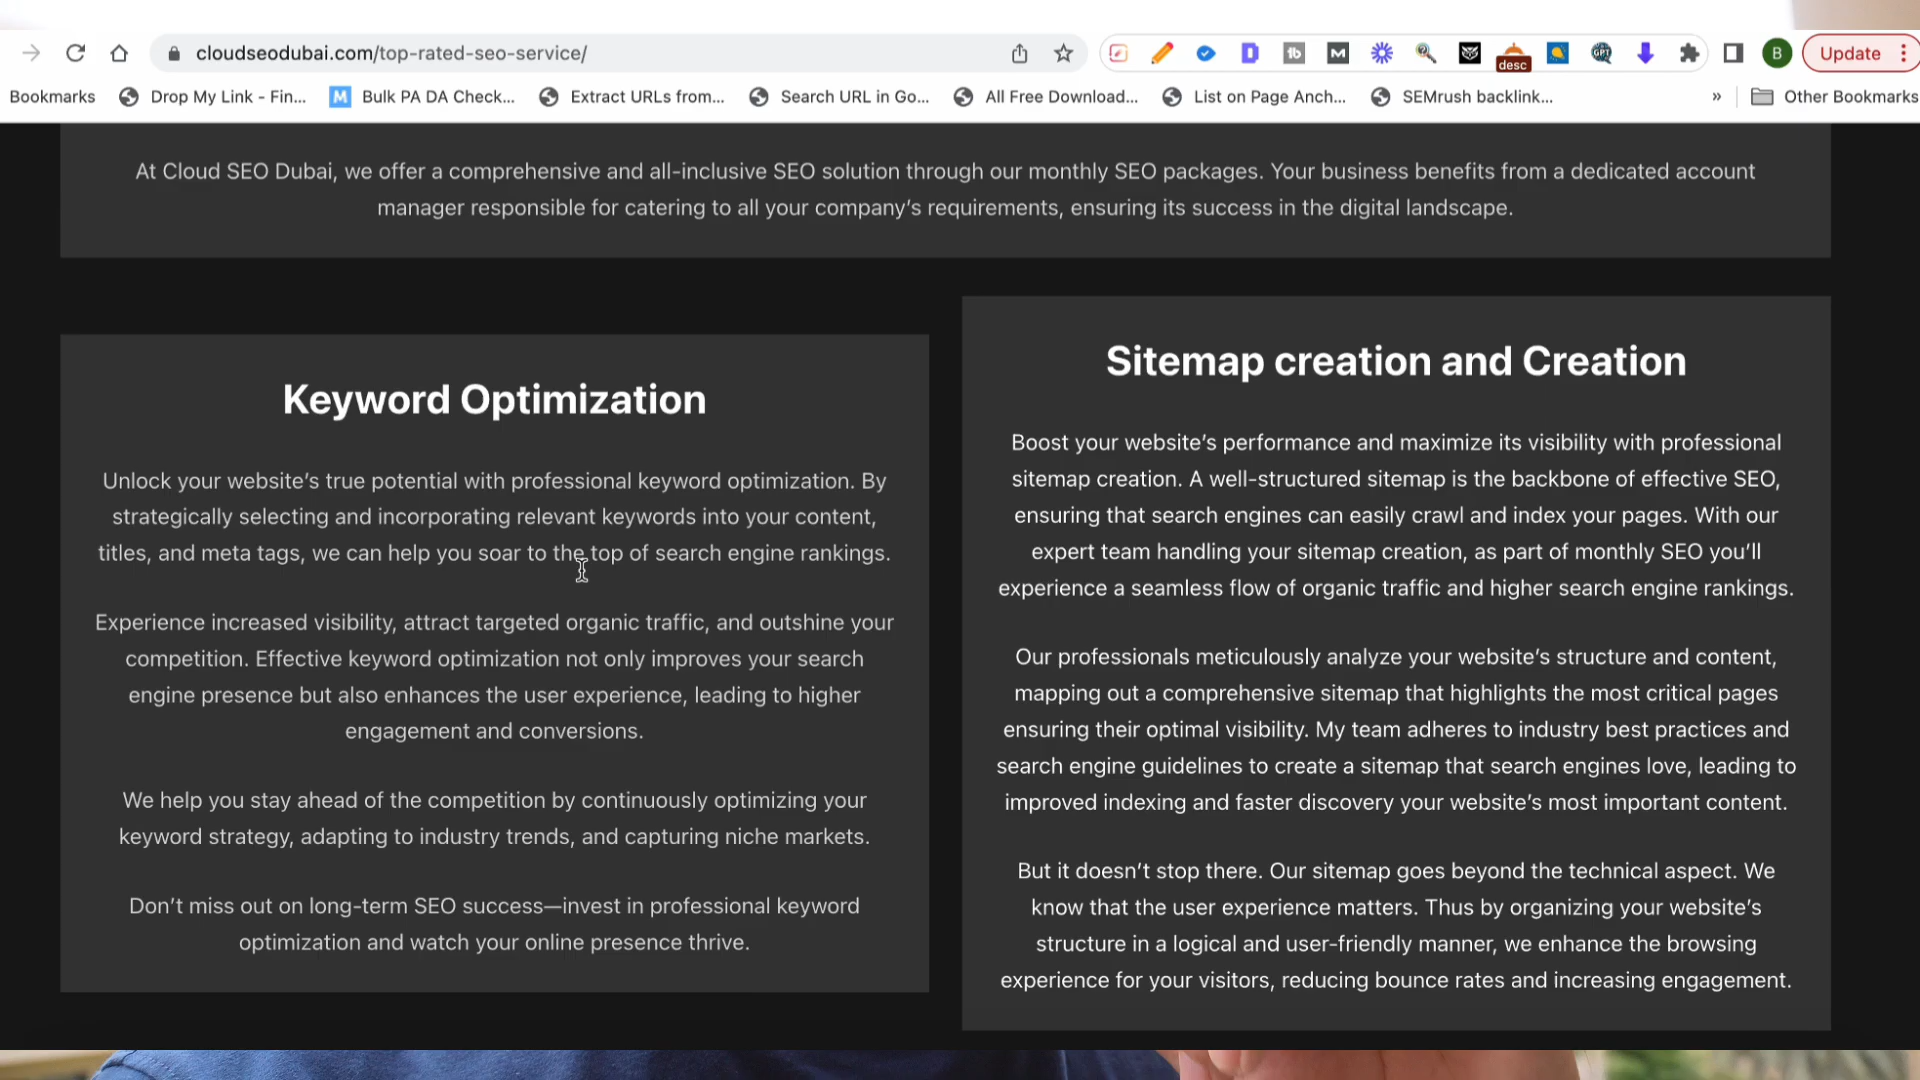 cloudseodubai.com/top-rated-seo-service/
desc
GPT
B
Update
Bookmarks
Drop My Link - Fin...
M
Bulk PA DA Check...
Extract URLs from...
Search URL in Go...
All Free Download...
List on Page Anch...
SEMrush backlink...
»
Other Bookmarks
At Cloud SEO Dubai, we offer a comprehensive and all-inclusive SEO solution through our monthly SEO packages. Your business benefits from a dedicated account
manager responsible for catering to all your company's requirements, ensuring its success in the digital landscape.
Keyword Optimization
Unlock your website's true potential with professional keyword optimization. By
strategically selecting and incorporating relevant keywords into your content,
titles, and meta tags, we can help you soar to the top of search engine rankings.
Experience increased visibility, attract targeted organic traffic, and outshine your
competition. Effective keyword optimization not only improves your search
engine presence but also enhances the user experience, leading to higher
engagement and conversions.
We help you stay ahead of the competition by continuously optimizing your
keyword strategy, adapting to industry trends, and capturing niche markets.
Don't miss out on long-term SEO success—invest in professional keyword
optimization and watch your online presence thrive.
Sitemap creation and Creation
Boost your website's performance and maximize its visibility with professional
sitemap creation. A well-structured sitemap is the backbone of effective SEO,
ensuring that search engines can easily crawl and index your pages. With our
expert team handling your sitemap creation, as part of monthly SEO you'll
experience a seamless flow of organic traffic and higher search engine rankings.
Our professionals meticulously analyze your website's structure and content,
mapping out a comprehensive sitemap that highlights the most critical pages
ensuring their optimal visibility. My team adheres to industry best practices and
search engine guidelines to create a sitemap that search engines love, leading to
improved indexing and faster discovery your website's most important content.
But it doesn't stop there. Our sitemap goes beyond the technical aspect. We
know that the user experience matters. Thus by organizing your website's
structure in a logical and user-friendly manner, we enhance the browsing
experience for your visitors, reducing bounce rates and increasing engagement.